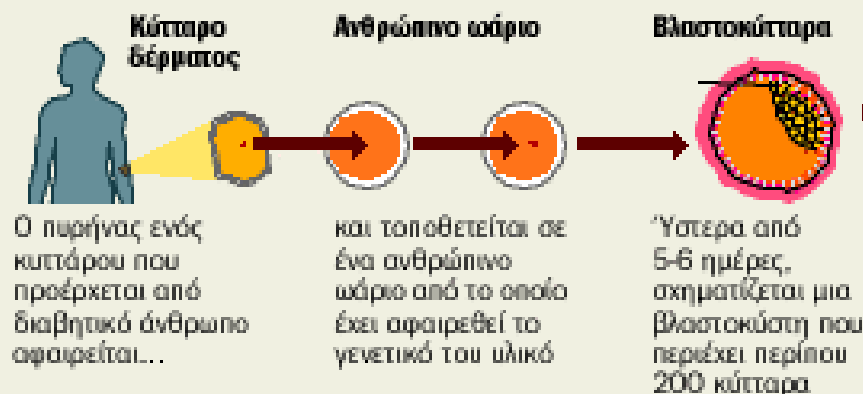 Κύτταρο
δέρματος
Ο πυρήνας ενός
κυττάρου που
προέρχεται από
διαβητικό άνθρωπο
αφαιρείται...
Ανθρώπινο ωάριο
και τοποθετείται σε
ένα ανθρώπινο
ωάριο από το οποίο
έχει αφαιρεθεί το
γενετικό του υλικό
Βλαστοκύτταρα
Ύστερα από
5-6 ημέρες,
σχηματίζεται μια
βλαστοκύστη που
περιέχει περίπου
200 κύτταρα